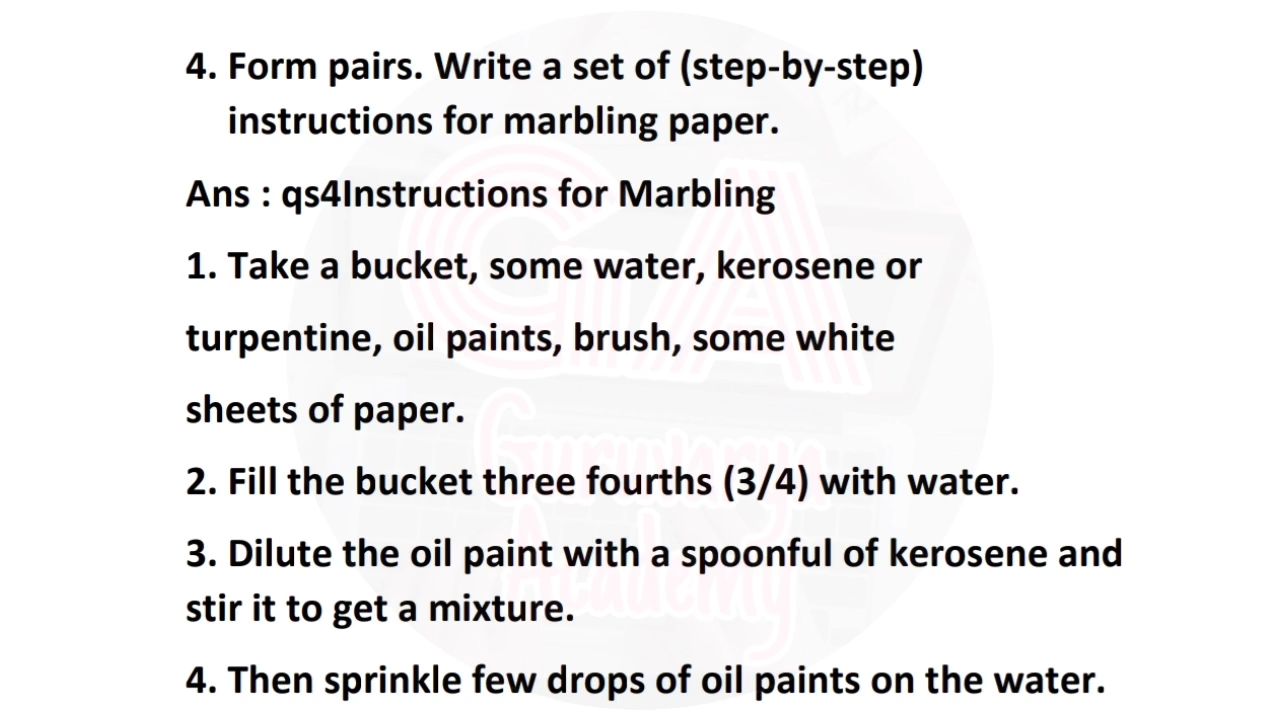 4. Form pairs. Write a set of (step-by-step)
instructions for marbling paper.
Ans : qs4Instructions for Marbling
1. Take a bucket, some water, kerosene or
turpentine, oil paints, brush, some white
sheets of paper.
2. Fill the bucket three fourths (3/4) with water.
3. Dilute the oil paint with a spoonful of kerosene and
stir it to get a mixture.
4. Then sprinkle few drops of oil paints on the water.
GA
Guruvarya
Academy